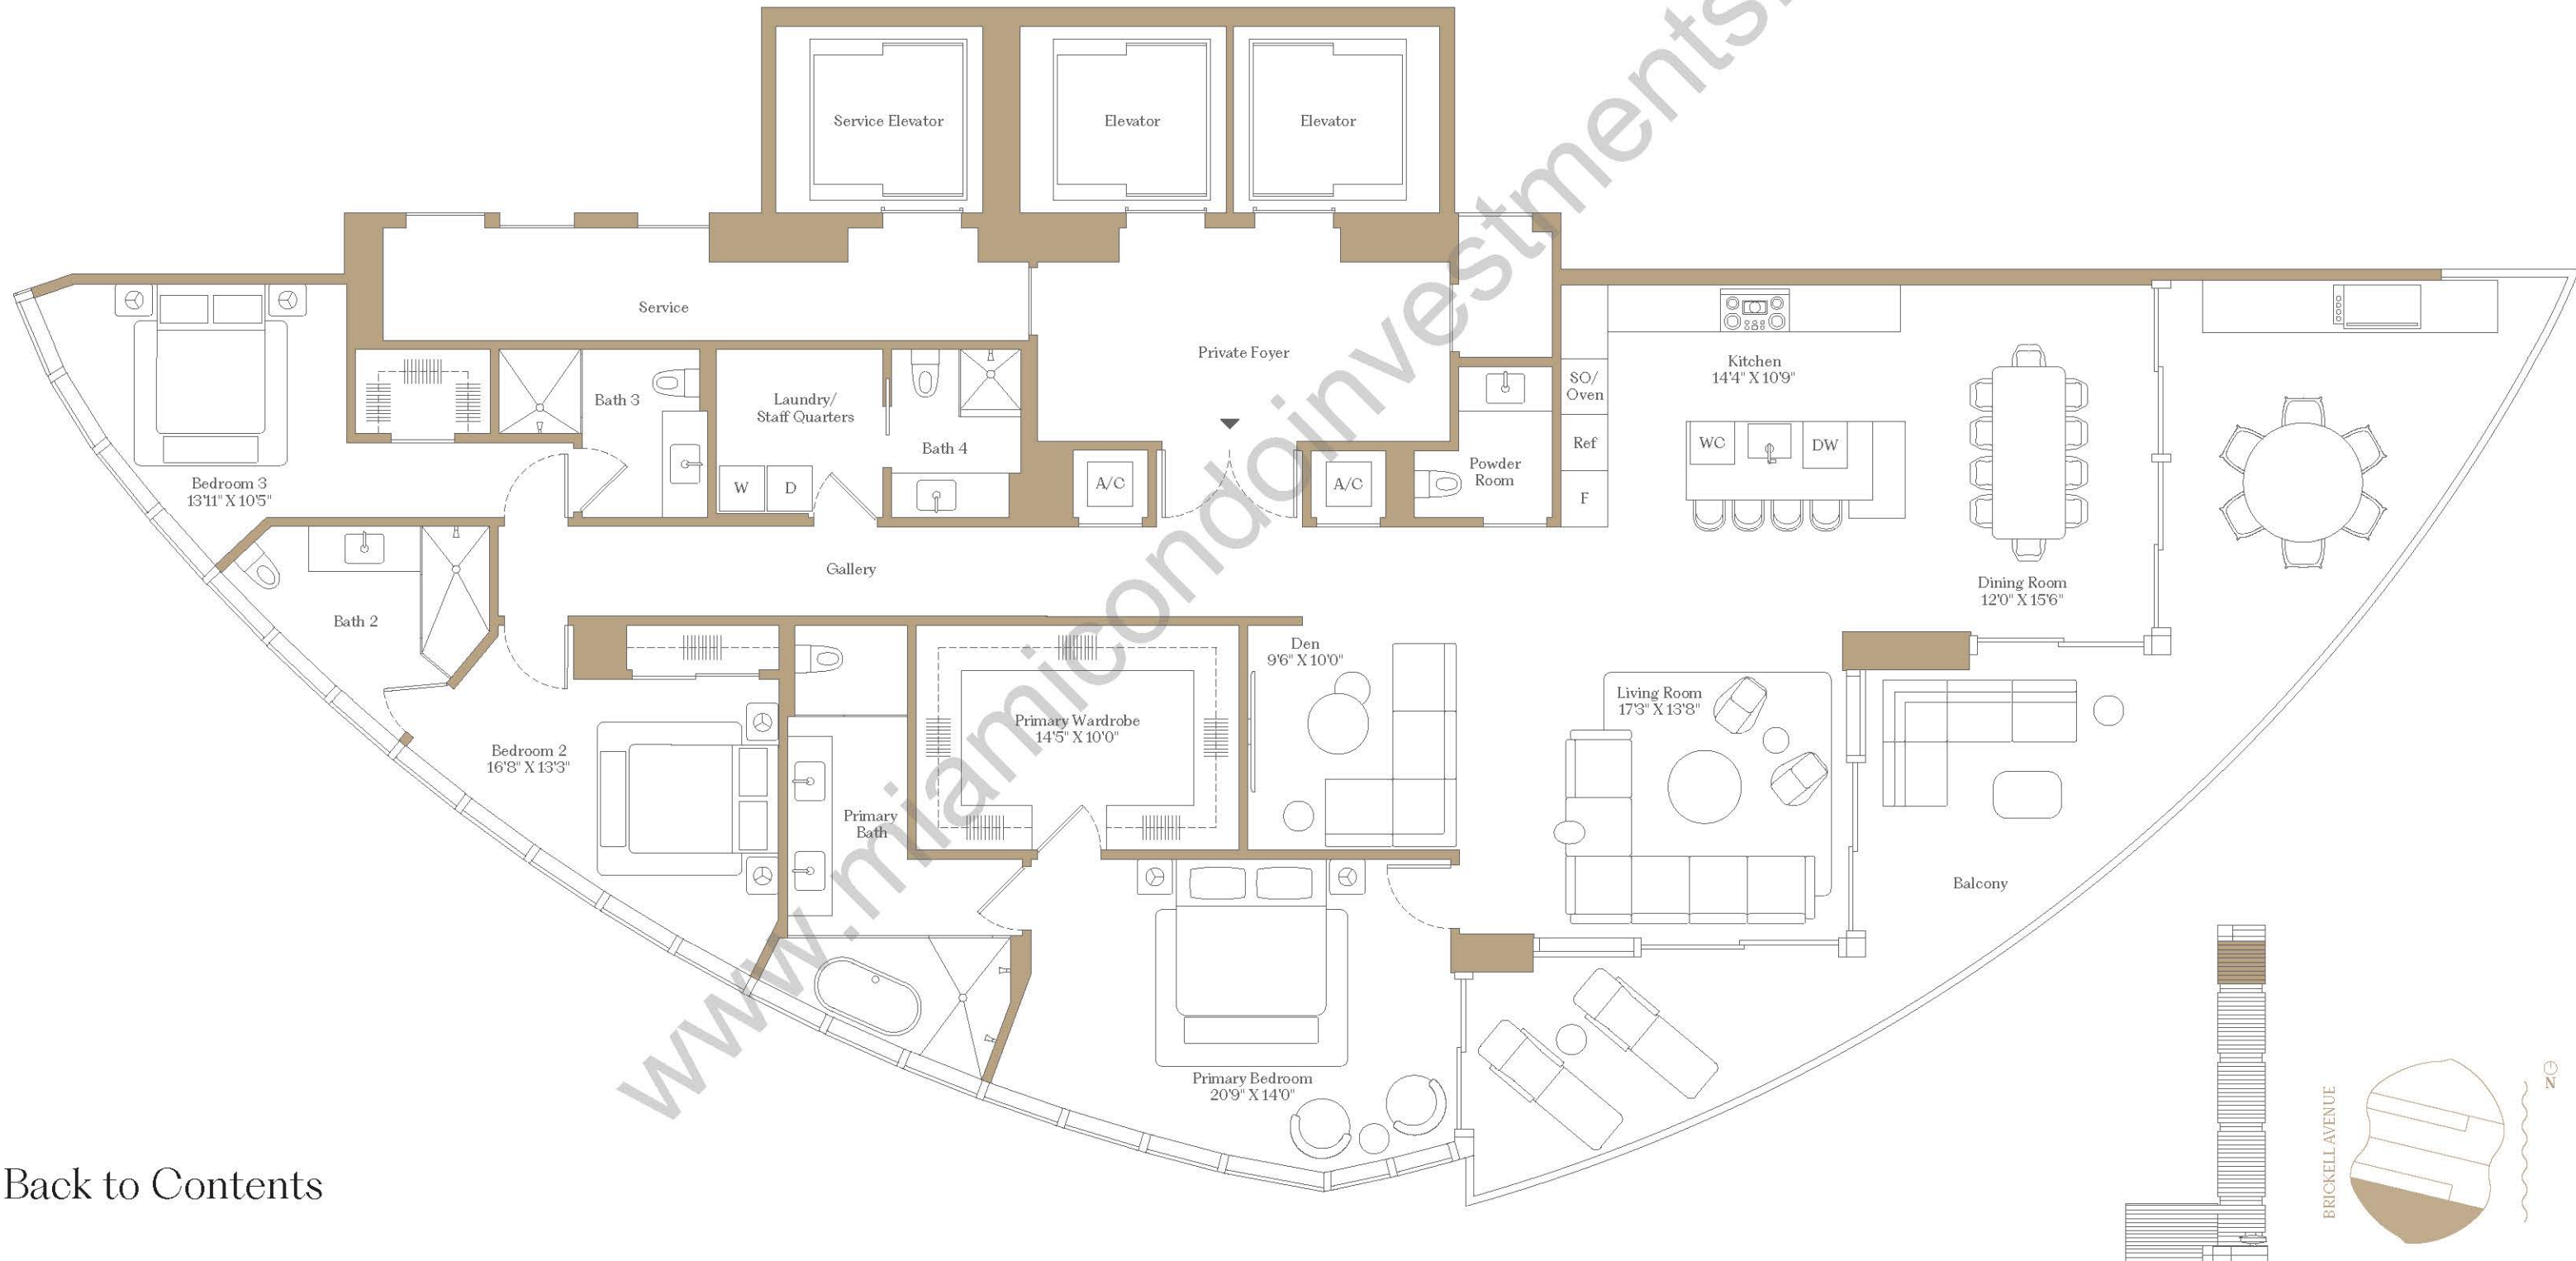 Service Elevator
Elevator
Elevator
Service
Private Foyer
Kitchen
14'4" X 10'9"
SO/
Oven
Ref
F
WC
DW
Bath 3
Laundry/
Staff Quarters
W
D
Bath 4
A/C
A/C
Powder
Room
Bedroom 3
13'11" X 10'5"
Gallery
Dining Room
12'0" X 15'6"
Bath 2
Den
9'6" X 10'0"
Living Room
17'3" X 13'8"
Primary Wardrobe
14'5" X 10'0"
Bedroom 2
16'8" X 13'3"
Primary
Bath
Balcony
Primary Bedroom
20'9" X 14'0"
www.miamicondoinvestments.
Back to Contents
BRICKELL AVENUE
N